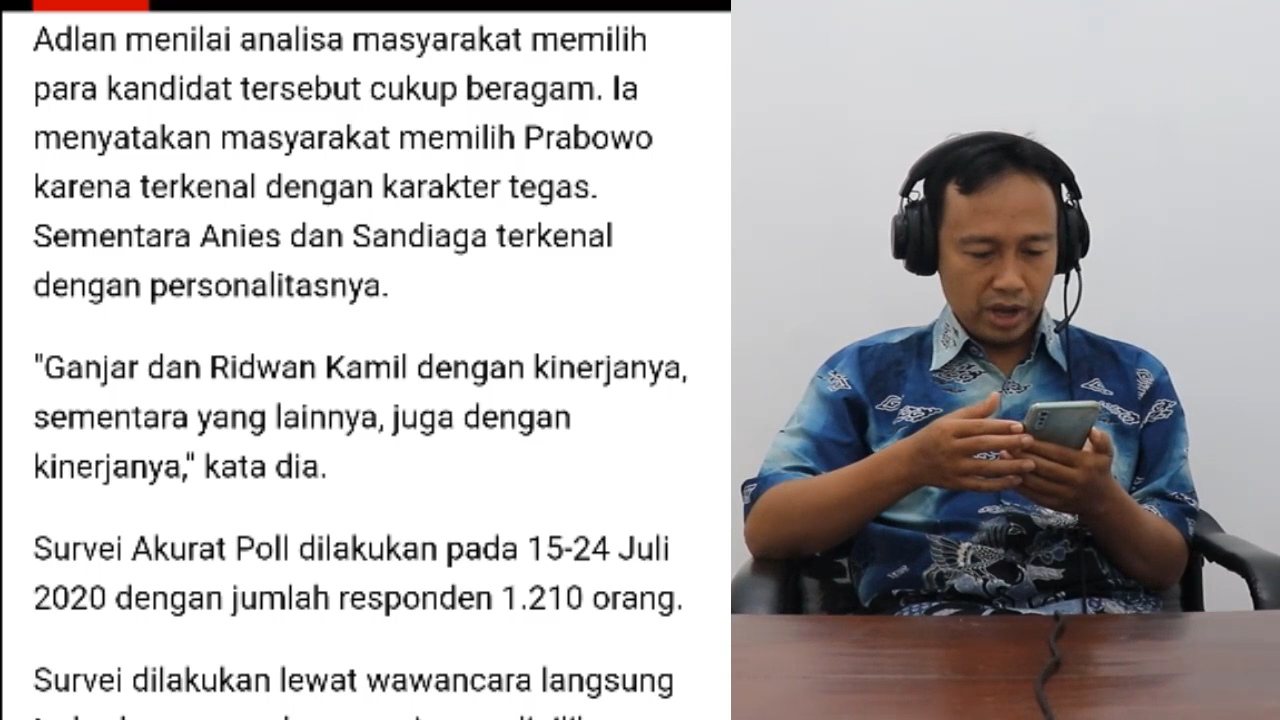 Adlan menilai analisa masyarakat memilih
para kandidat tersebut cukup beragam. Ia
menyatakan masyarakat memilih Prabowo
karena terkenal dengan karakter tegas.
Sementara Anies dan Sandiaga terkenal
dengan personalitasnya.
"Ganjar dan Ridwan Kamil dengan kinerjanya,
sementara yang lainnya, juga dengan
kinerjanya," kata dia.
Survei Akurat Poll dilakukan pada 15-24 Juli
2020 dengan jumlah responden 1.210 orang.
Survei dilakukan lewat wawancara langsung